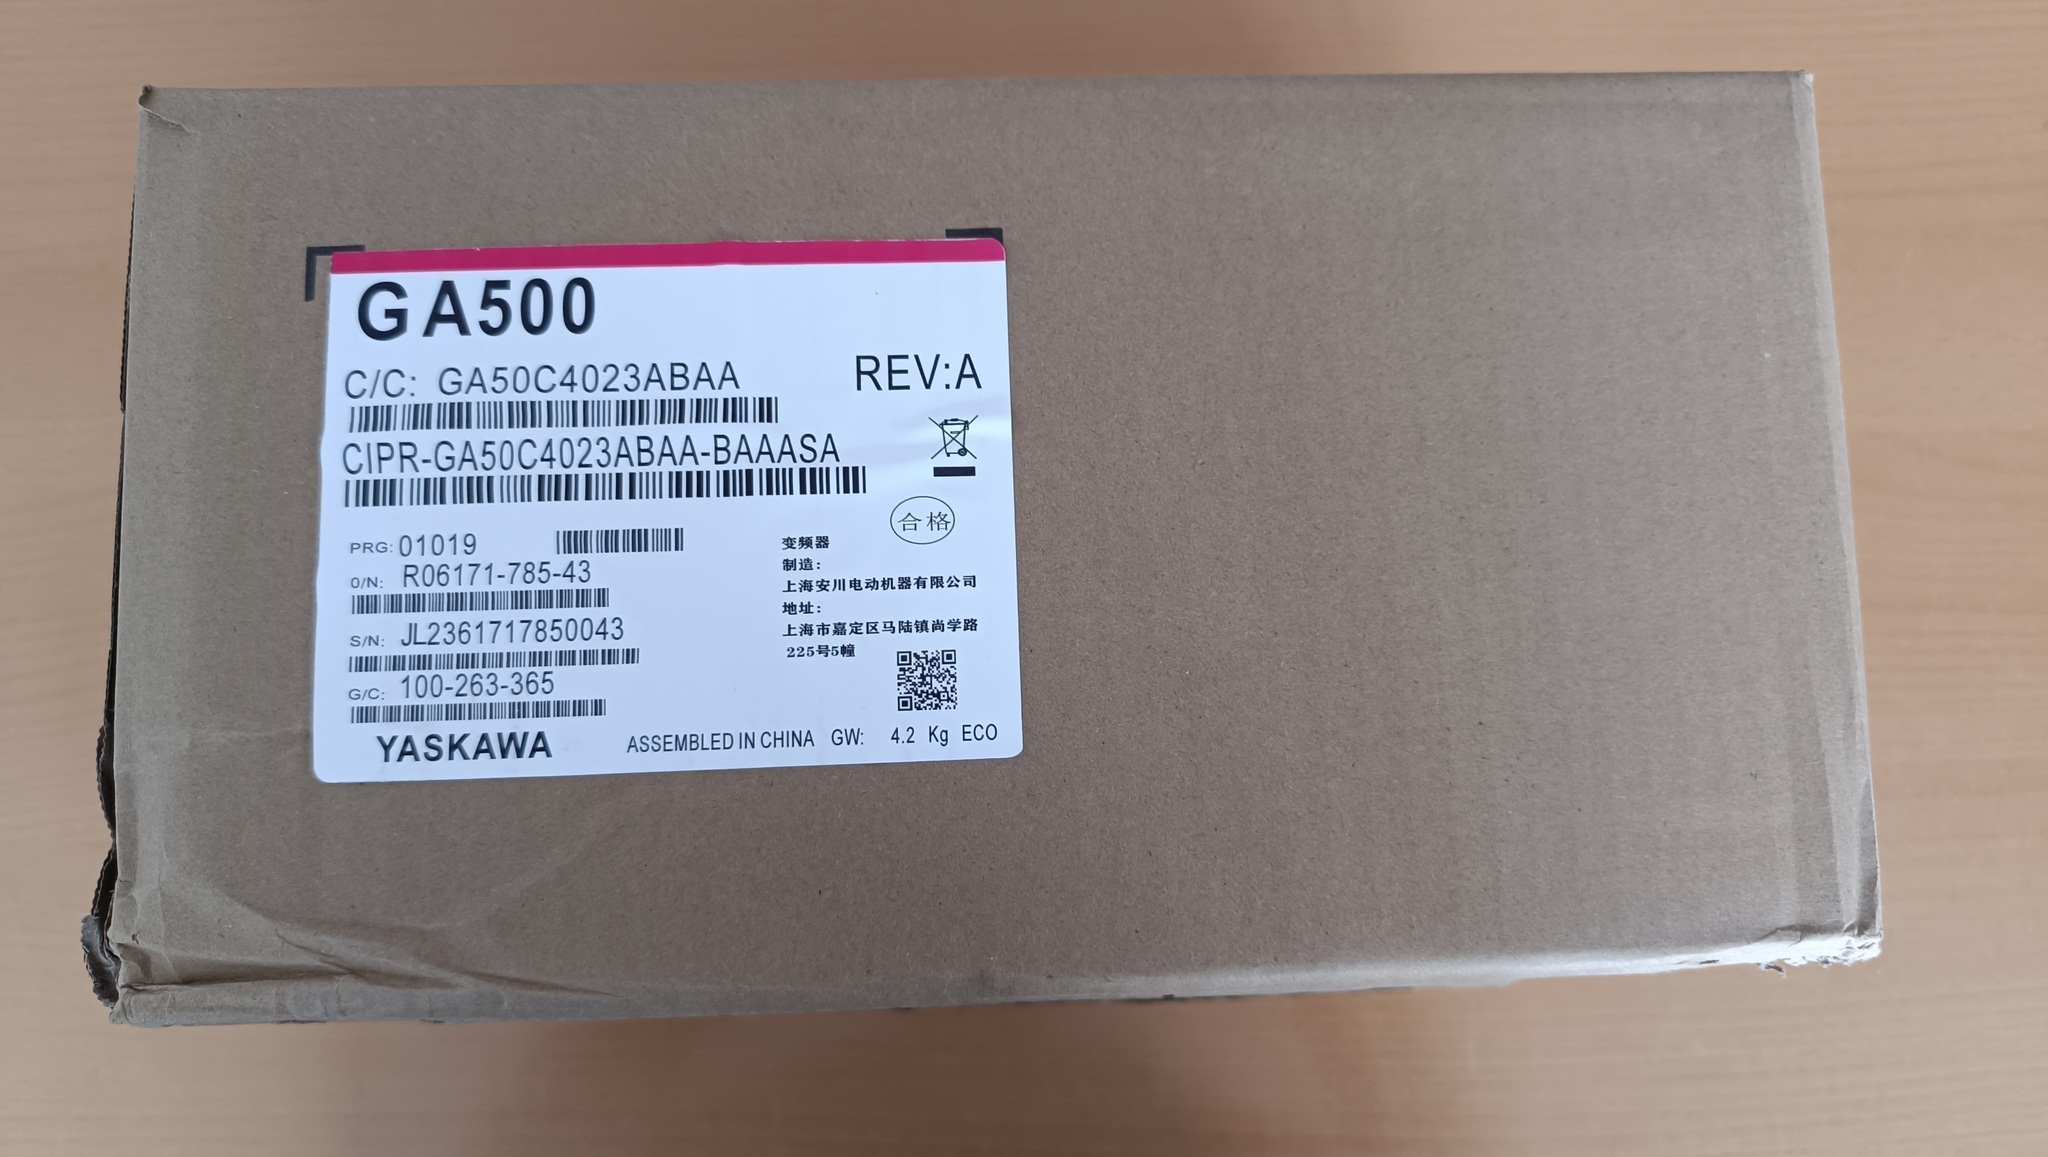 GA500
C/C: GA50C4023ABAA
REV:A
CIPR-GA50C4023ABAA-BAAASA
合格
PRG: 01019
O/N: R06171-785-43
S/N: JL2361717850043
G/C: 100-263-365
变频器
制造：
上海安川电动机器有限公司
地址：
上海市嘉定区马陆镇尚学路
225号5幢
YASKAWA
ASSEMBLED IN CHINA GW: 4.2 Kg ECO